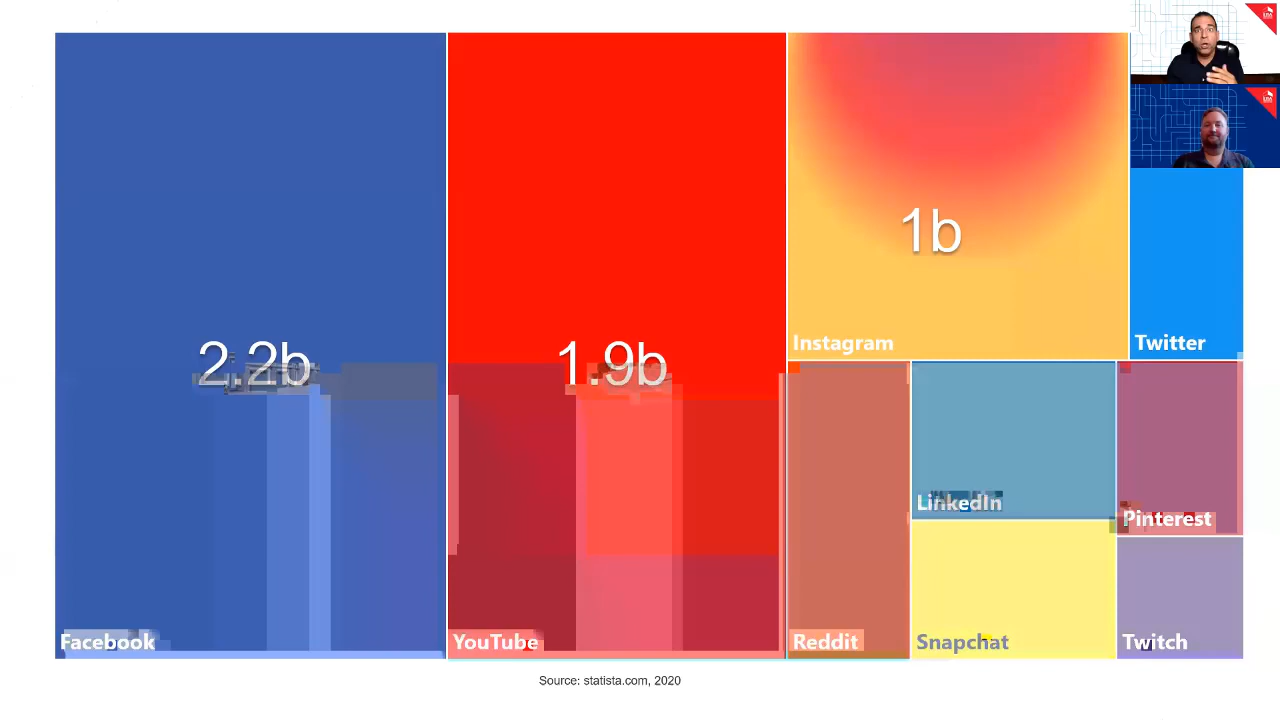 2.2b
Facebook
1.9b
YouTube
1b
Instagram
Twitter
Reddit
LinkedIn
Pinterest
Snapchat
Twitch
Source: statista.com, 2020